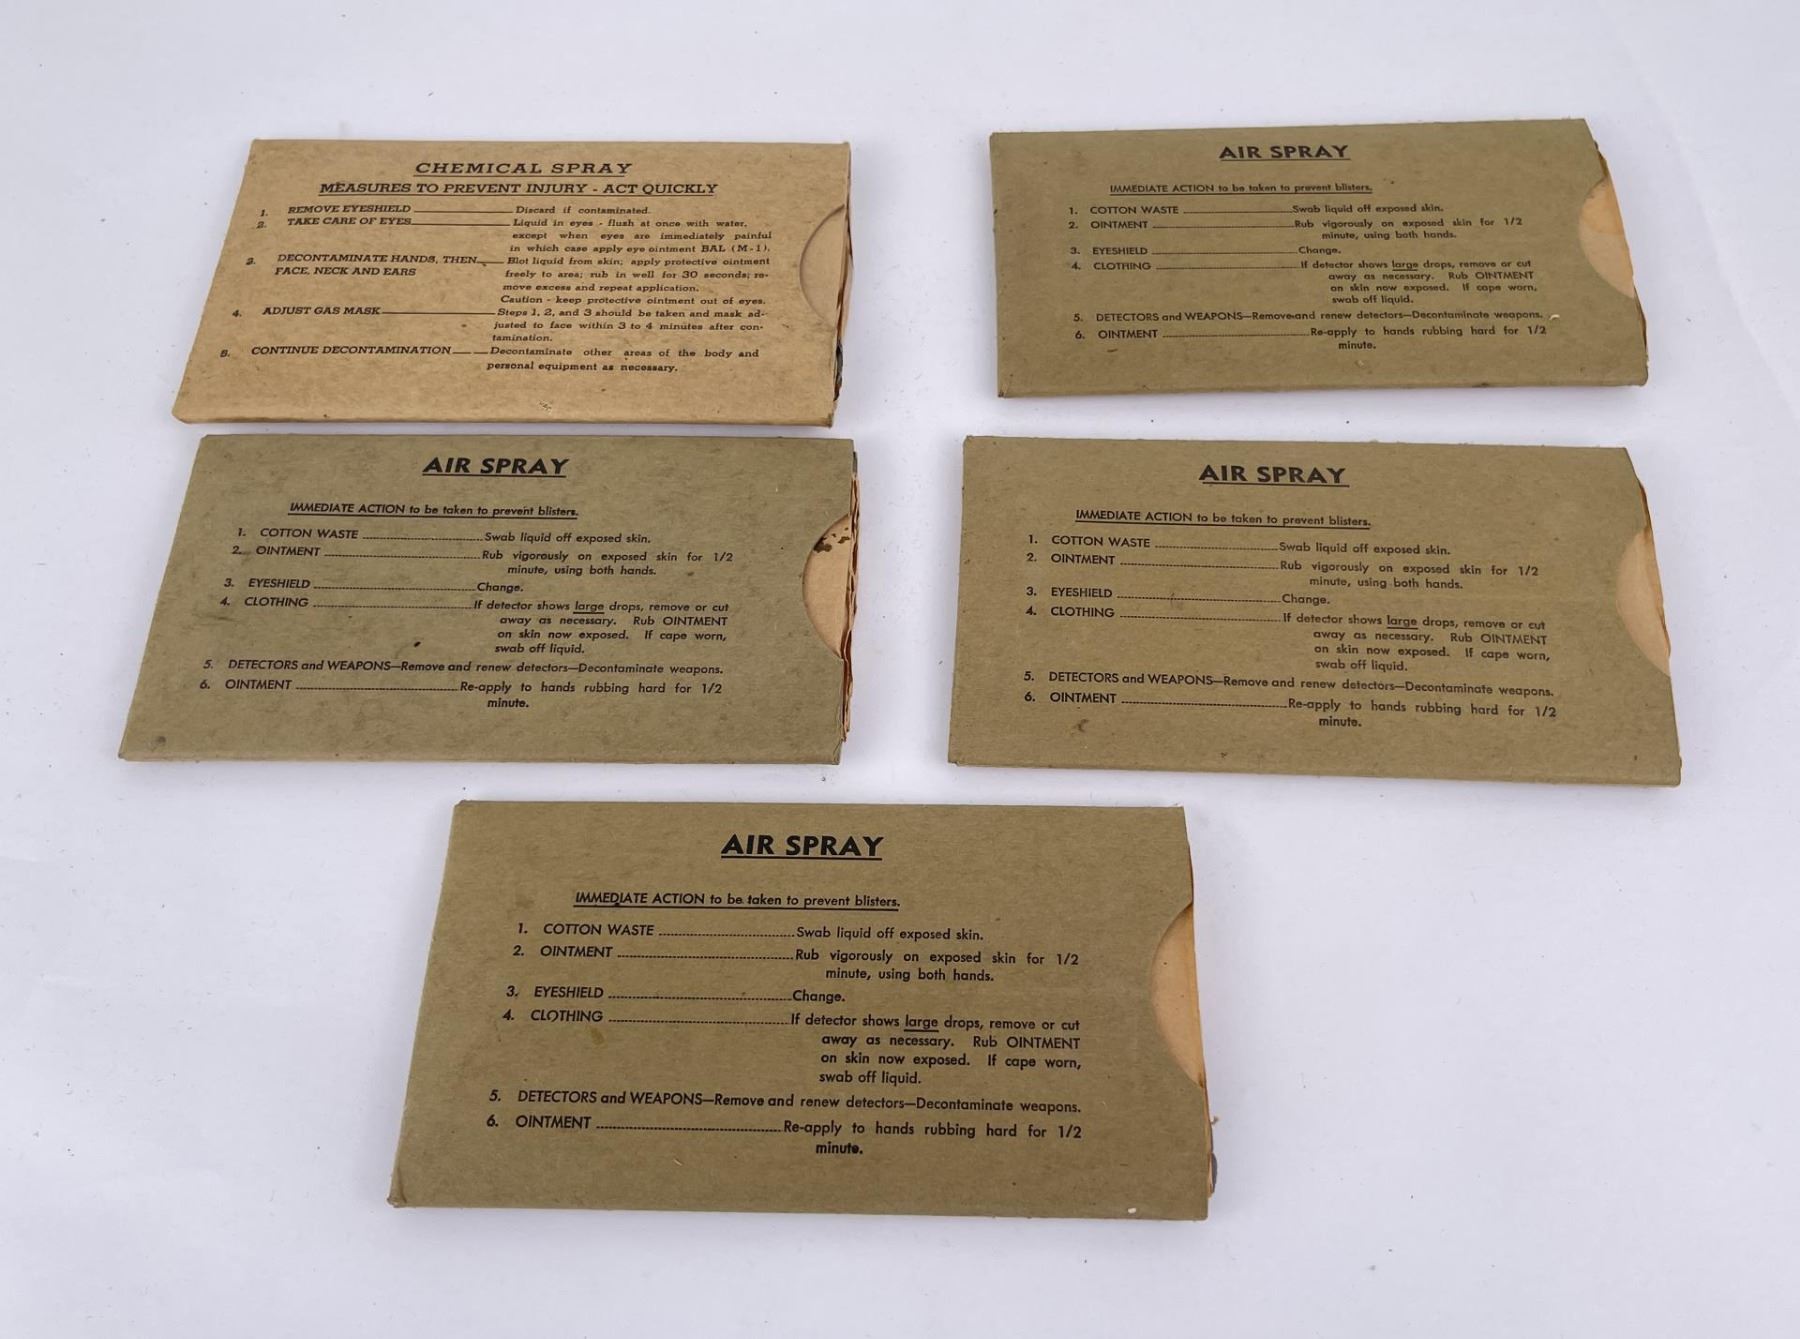 CHEMICAL SPRAY
MEASURES TO PREVENT INJURY - ACT QUICKLY
1. REMOVE EYESHIELD Discard if contaminated.
2. TAKE CARE OF EYES Liquid in eyes - flush at once with water,
except when eyes are immediately painful
in which case apply eye ointment BAL (M-1).
3. DECONTAMINATE HANDS, THEN Blot liquid from skin; apply protective ointment
FACE, NECK AND EARS freely to area; rub in well for 30 seconds; re-
move excess and repeat application.
Caution - keep protective ointment out of eyes.
4. ADJUST GAS MASK Steps 1, 2, and 3 should be taken and mask ad-
justed to face within 3 to 4 minutes after con-
tamination.
5. CONTINUE DECONTAMINATION Decontaminate other areas of the body and
personal equipment as necessary.
AIR SPRAY
IMMEDIATE ACTION to be taken to prevent blisters.
1. COTTON WASTE Swab liquid off exposed skin.
2. OINTMENT Rub vigorously on exposed skin for 1/2
minute, using both hands.
3. EYESHIELD Change.
4. CLOTHING If detector shows large drops, remove or cut
away as necessary. Rub OINTMENT
on skin now exposed. If cape worn,
swab off liquid.
5. DETECTORS and WEAPONS—Remove and renew detectors—Decontaminate weapons.
6. OINTMENT Re-apply to hands rubbing hard for 1/2
minute.
AIR SPRAY
IMMEDIATE ACTION to be taken to prevent blisters.
1. COTTON WASTE Swab liquid off exposed skin.
2. OINTMENT Rub vigorously on exposed skin for 1/2
minute, using both hands.
3. EYESHIELD Change.
4. CLOTHING If detector shows large drops, remove or cut
away as necessary. Rub OINTMENT
on skin now exposed. If cape worn,
swab off liquid.
5. DETECTORS and WEAPONS—Remove and renew detectors—Decontaminate weapons.
6. OINTMENT Re-apply to hands rubbing hard for 1/2
minute.
AIR SPRAY
IMMEDIATE ACTION to be taken to prevent blisters.
1. COTTON WASTE Swab liquid off exposed skin.
2. OINTMENT Rub vigorously on exposed skin for 1/2
minute, using both hands.
3. EYESHIELD Change.
4. CLOTHING If detector shows large drops, remove or cut
away as necessary. Rub OINTMENT
on skin now exposed. If cape worn,
swab off liquid.
5. DETECTORS and WEAPONS—Remove and renew detectors—Decontaminate weapons.
6. OINTMENT Re-apply to hands rubbing hard for 1/2
minute.
AIR SPRAY
IMMEDIATE ACTION to be taken to prevent blisters.
1. COTTON WASTE Swab liquid off exposed skin.
2. OINTMENT Rub vigorously on exposed skin for 1/2
minute, using both hands.
3. EYESHIELD Change.
4. CLOTHING If detector shows large drops, remove or cut
away as necessary. Rub OINTMENT
on skin now exposed. If cape worn,
swab off liquid.
5. DETECTORS and WEAPONS—Remove and renew detectors—Decontaminate weapons.
6. OINTMENT Re-apply to hands rubbing hard for 1/2
minute.